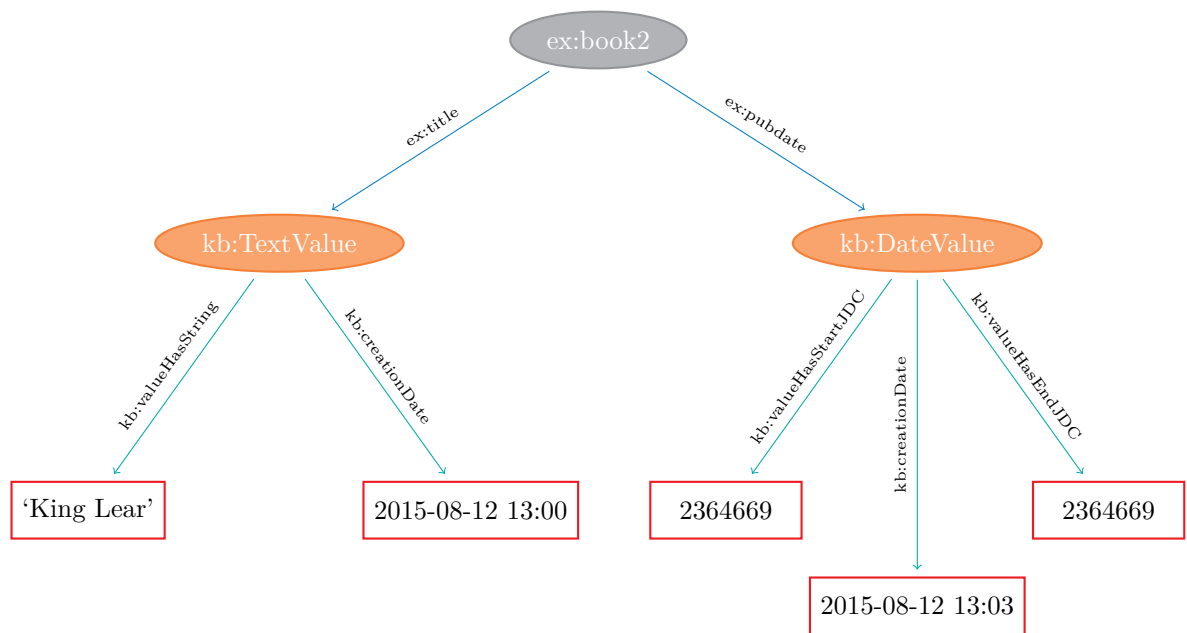 ex:book2
ex:title
ex:pubdate
kb:TextValue
kb:DateValue
kb:valueHasString
kb:creationDate
kb:valueHasStartJDC
kb:creationDate
kb:valueHasEndJDC
‘King Lear’
2015-08-12 13:00
2364669
2364669
2015-08-12 13:03